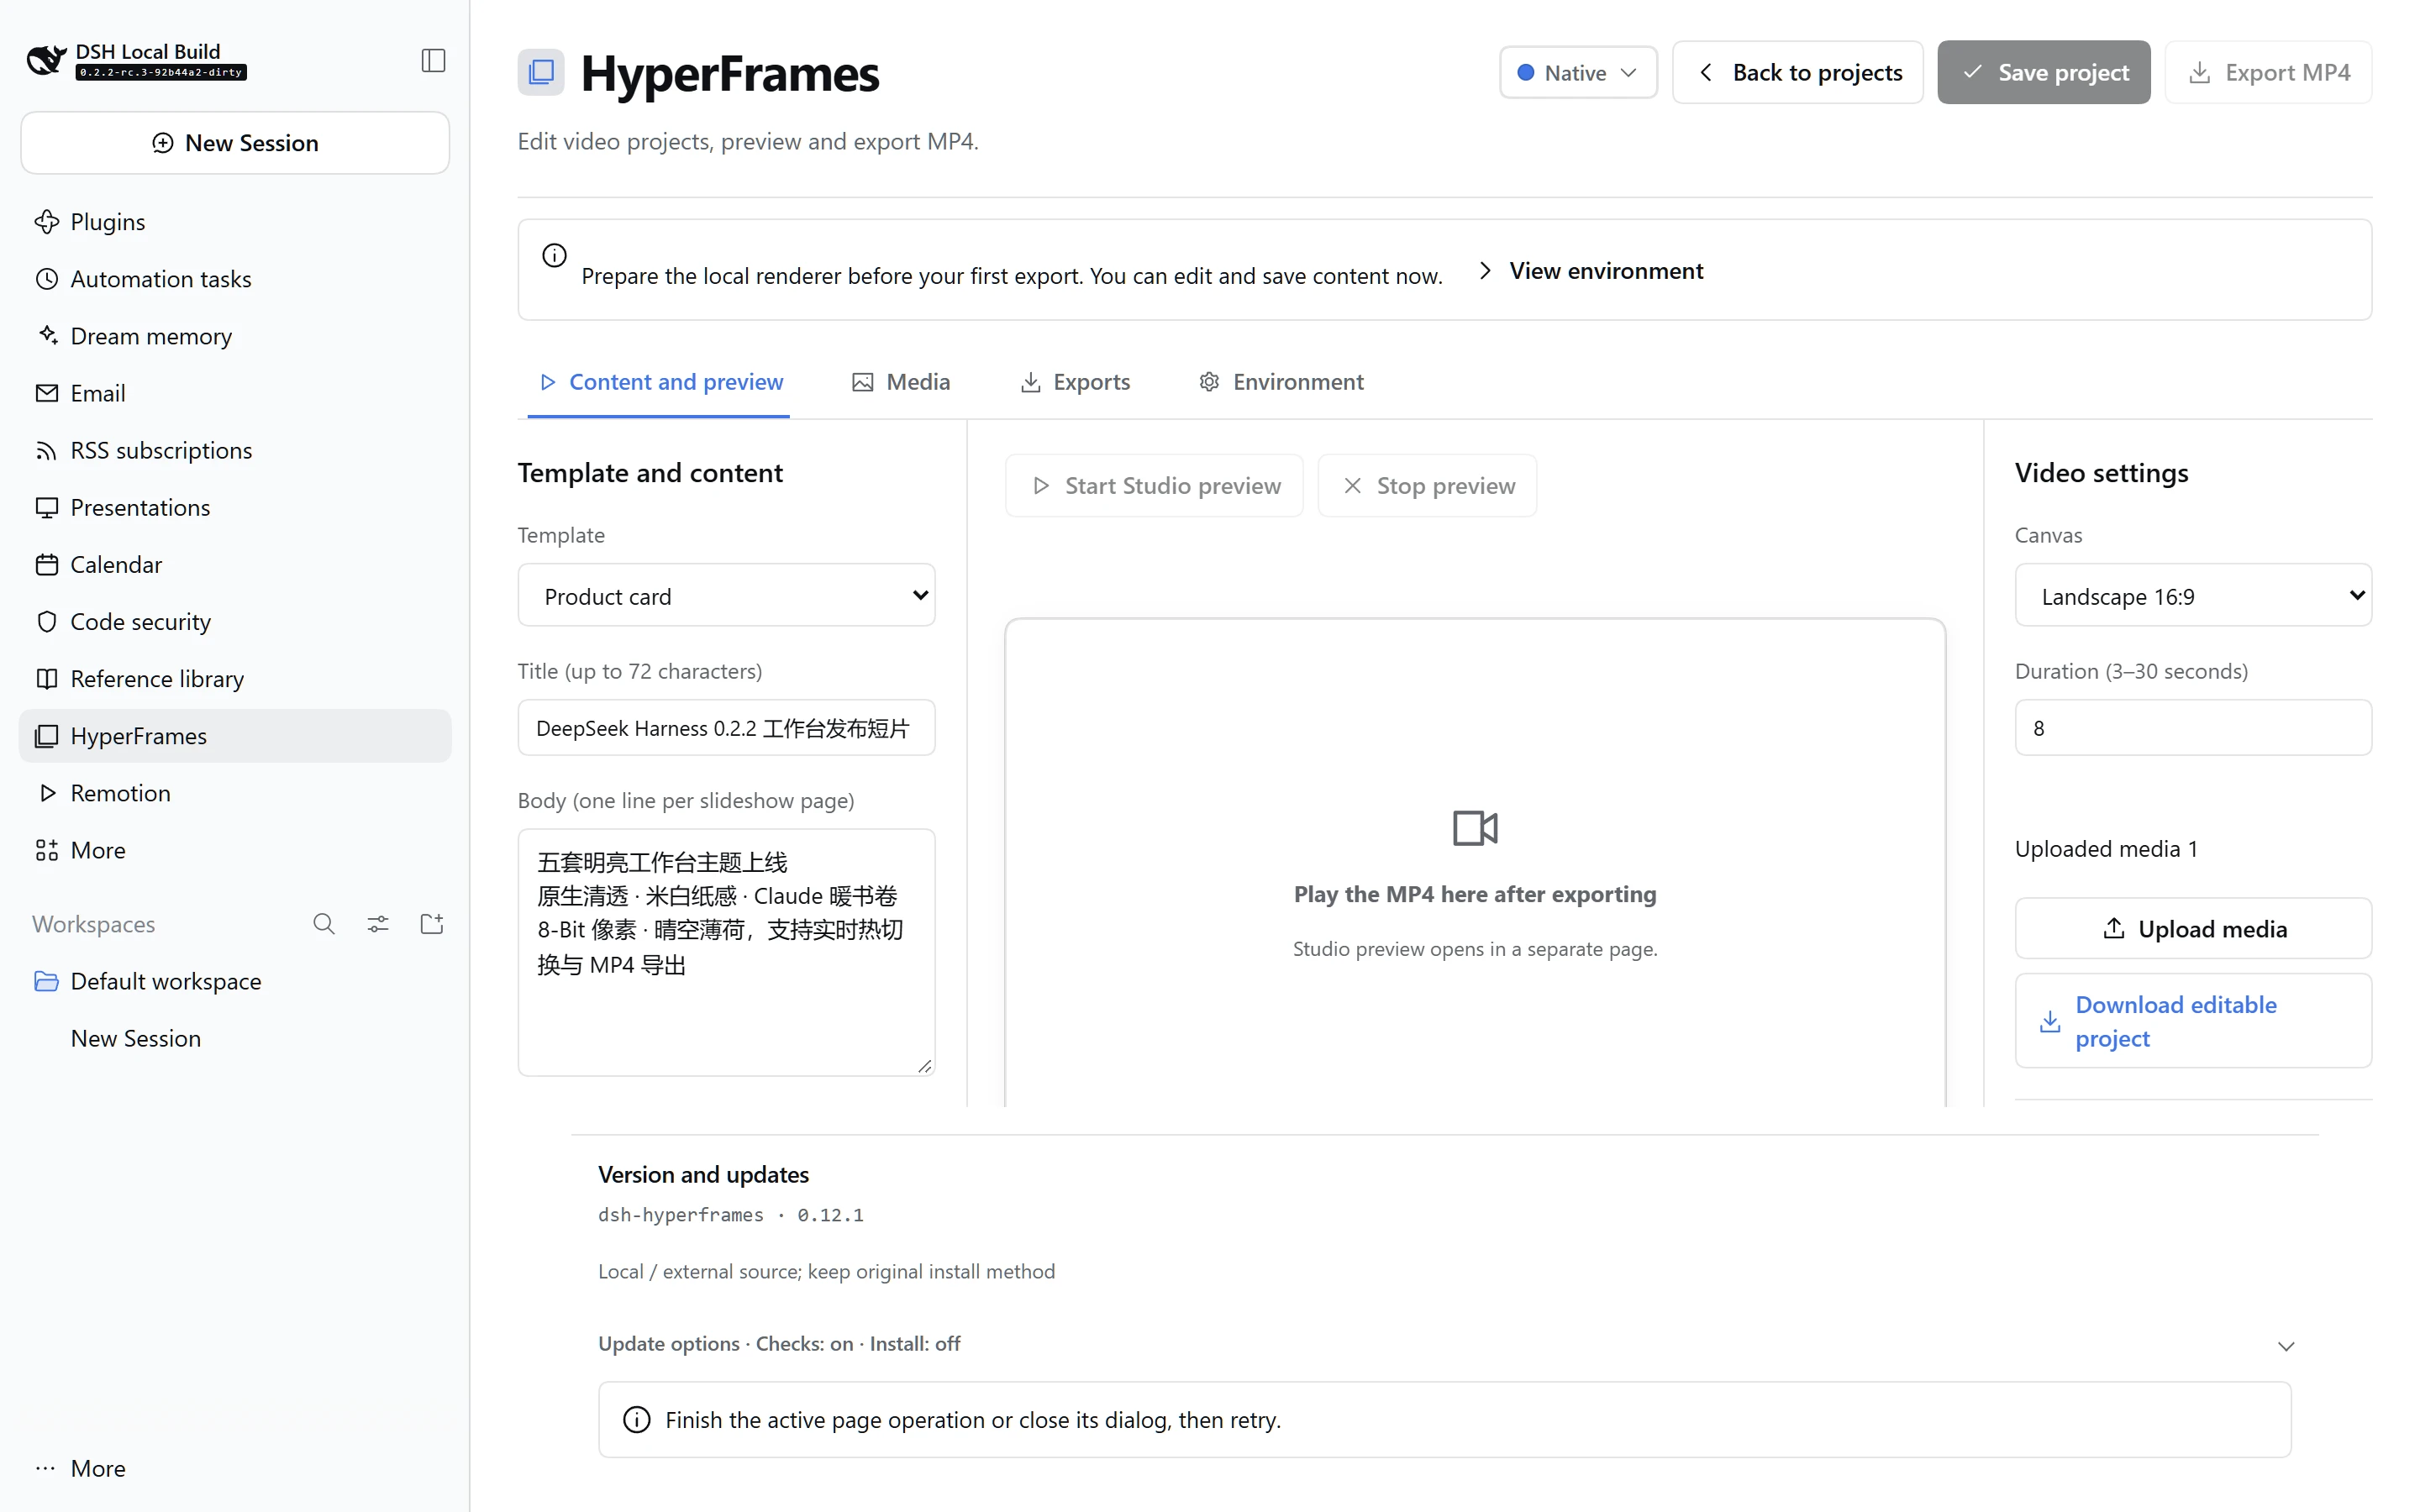 DSH Local Build
0.2.2-rc.3-92b44a2-dirty
New Session
Plugins
Automation tasks
Dream memory
Email
RSS subscriptions
Presentations
Calendar
Code security
Reference library
HyperFrames
Remotion
More
Workspaces
Default workspace
New Session
More
HyperFrames
Native
Back to projects
Save project
Export MP4
Edit video projects, preview and export MP4.
Prepare the local renderer before your first export. You can edit and save content now.
View environment
Content and preview
Media
Exports
Environment
Template and content
Template
Product card
Title (up to 72 characters)
DeepSeek Harness 0.2.2 工作台发布短片
Body (one line per slideshow page)
五套明亮工作台主题上线
原生清透 · 米白纸感 · Claude 暖书卷
8-Bit 像素 · 晴空薄荷，支持实时热切
换与 MP4 导出
Start Studio preview
Stop preview
Play the MP4 here after exporting
Studio preview opens in a separate page.
Video settings
Canvas
Landscape 16:9
Duration (3–30 seconds)
8
Uploaded media 1
Upload media
Download editable
project
Version and updates
dsh-hyperframes · 0.12.1
Local / external source; keep original install method
Update options · Checks: on · Install: off
Finish the active page operation or close its dialog, then retry.